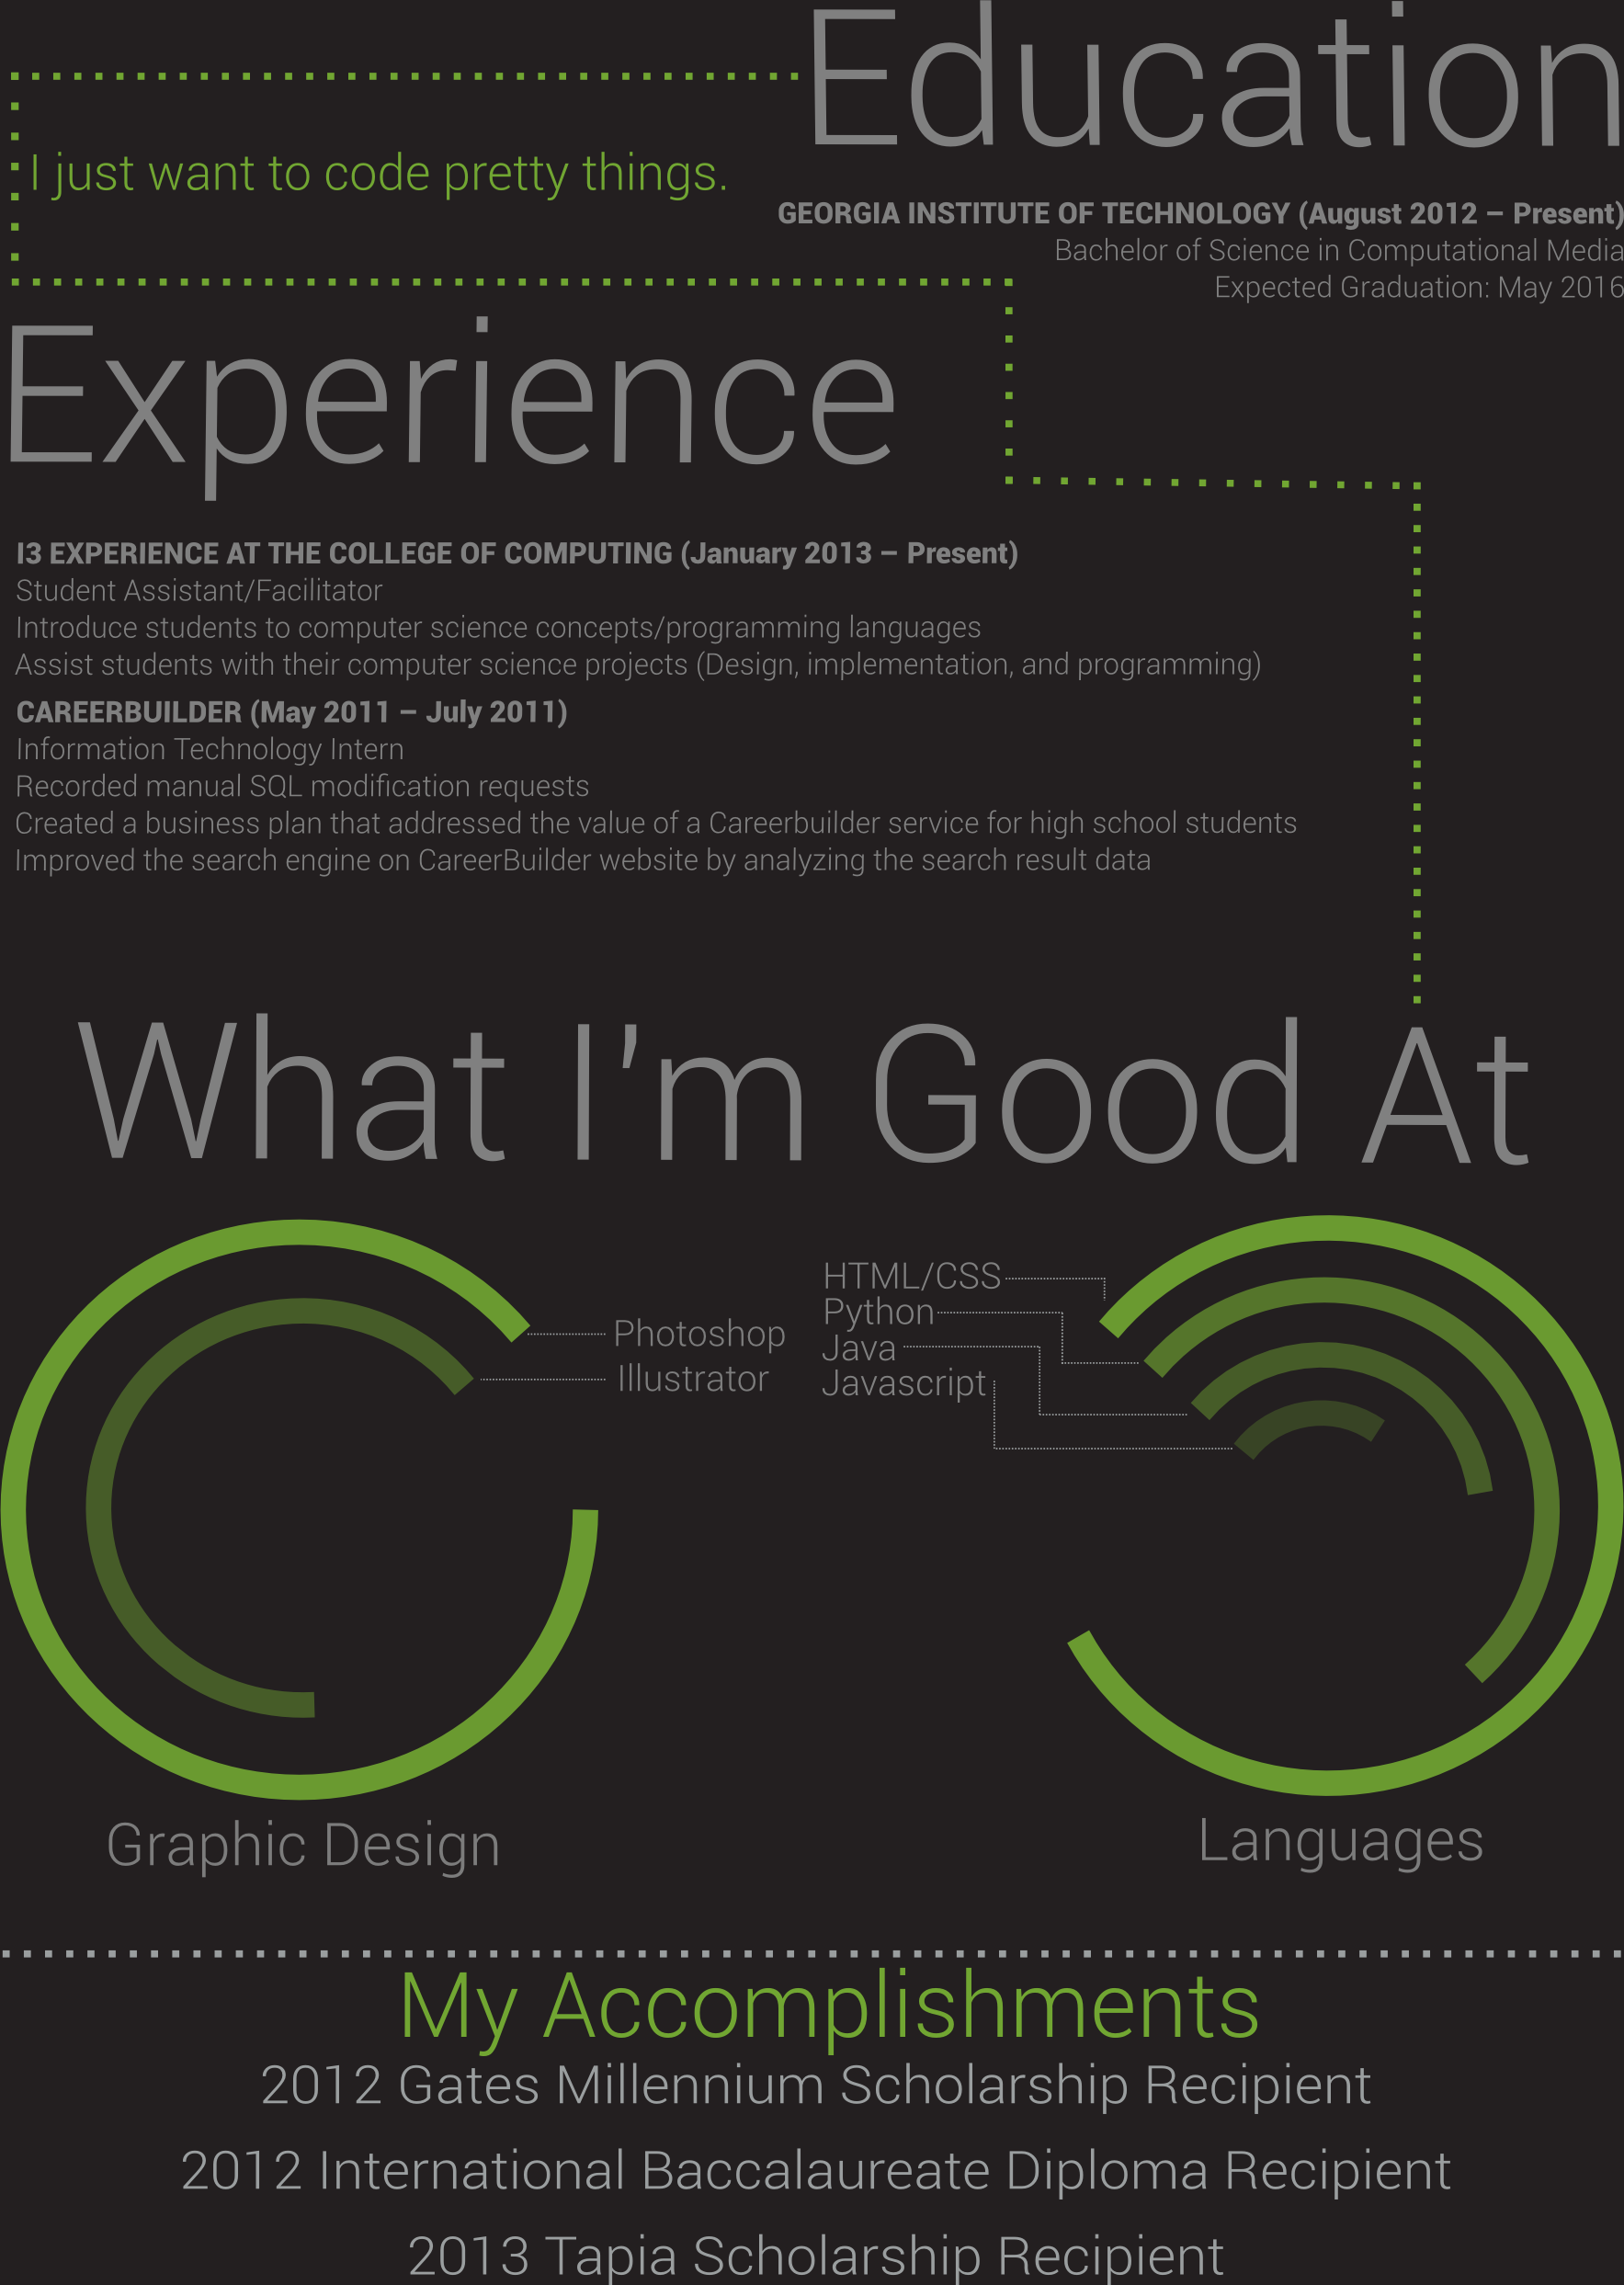 Education
I just want to code pretty things.
GEORGIA INSTITUTE OF TECHNOLOGY (August 2012 – Present)
Bachelor of Science in Computational Media
Expected Graduation: May 2016
Experience
I3 EXPERIENCE AT THE COLLEGE OF COMPUTING (January 2013 – Present)
Student Assistant/Facilitator
Introduce students to computer science concepts/programming languages
Assist students with their computer science projects (Design, implementation, and programming)
CAREERBUILDER (May 2011 – July 2011)
Information Technology Intern
Recorded manual SQL modification requests
Created a business plan that addressed the value of a Careerbuilder service for high school students
Improved the search engine on CareerBuilder website by analyzing the search result data
What I'm Good At
Photoshop
Illustrator
Graphic Design
HTML/CSS
Python
Java
Javascript
Languages
My Accomplishments
2012 Gates Millennium Scholarship Recipient
2012 International Baccalaureate Diploma Recipient
2013 Tapia Scholarship Recipient